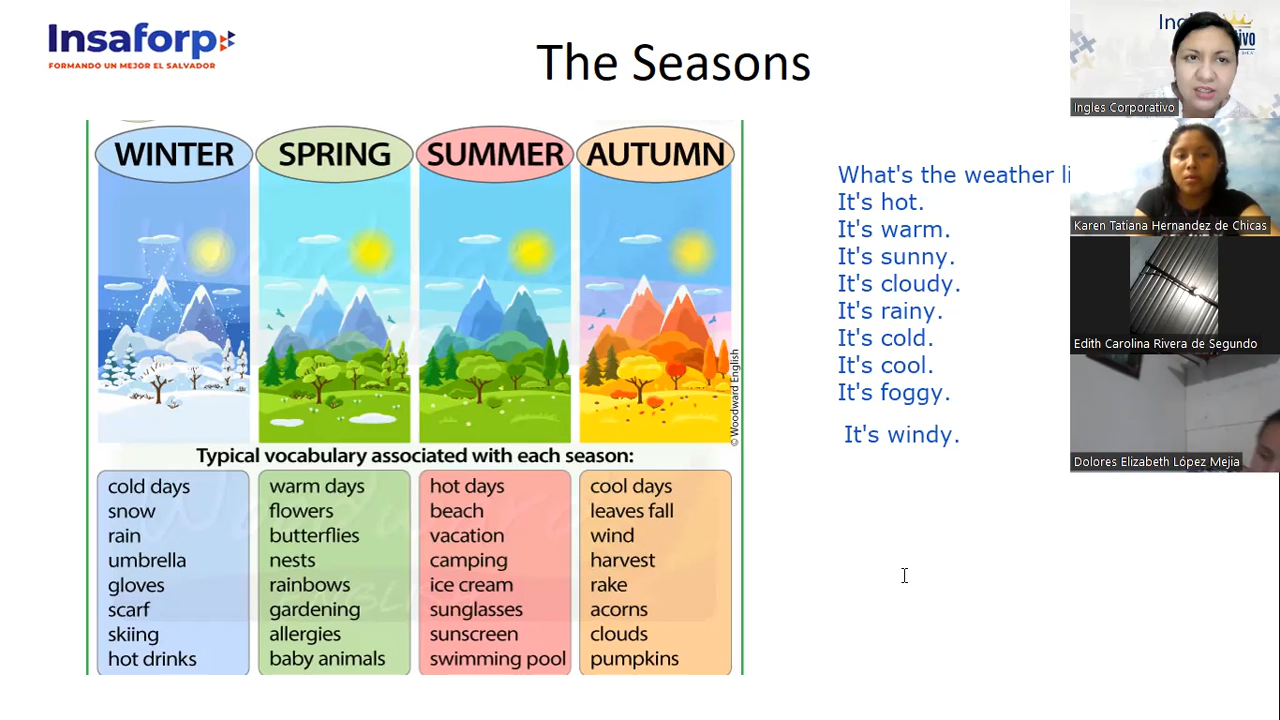 Insaforp
FORMANDO UN MEJOR EL SALVADOR
The Seasons
WINTER
SPRING
SUMMER
AUTUMN
© Woodward English
Typical vocabulary associated with each season:
cold days
snow
rain
umbrella
gloves
scarf
skiing
hot drinks
warm days
flowers
butterflies
nests
rainbows
gardening
allergies
baby animals
hot days
beach
vacation
camping
ice cream
sunglasses
sunscreen
swimming pool
cool days
leaves fall
wind
harvest
rake
acorns
clouds
pumpkins
What's the weather li
It's hot.
It's warm.
It's sunny.
It's cloudy.
It's rainy.
It's cold.
It's cool.
It's foggy.
It's windy.
Ingles Corporativo
Karen Tatiana Hernandez de Chicas
Edith Carolina Rivera de Segundo
Dolores Elizabeth López Mejia